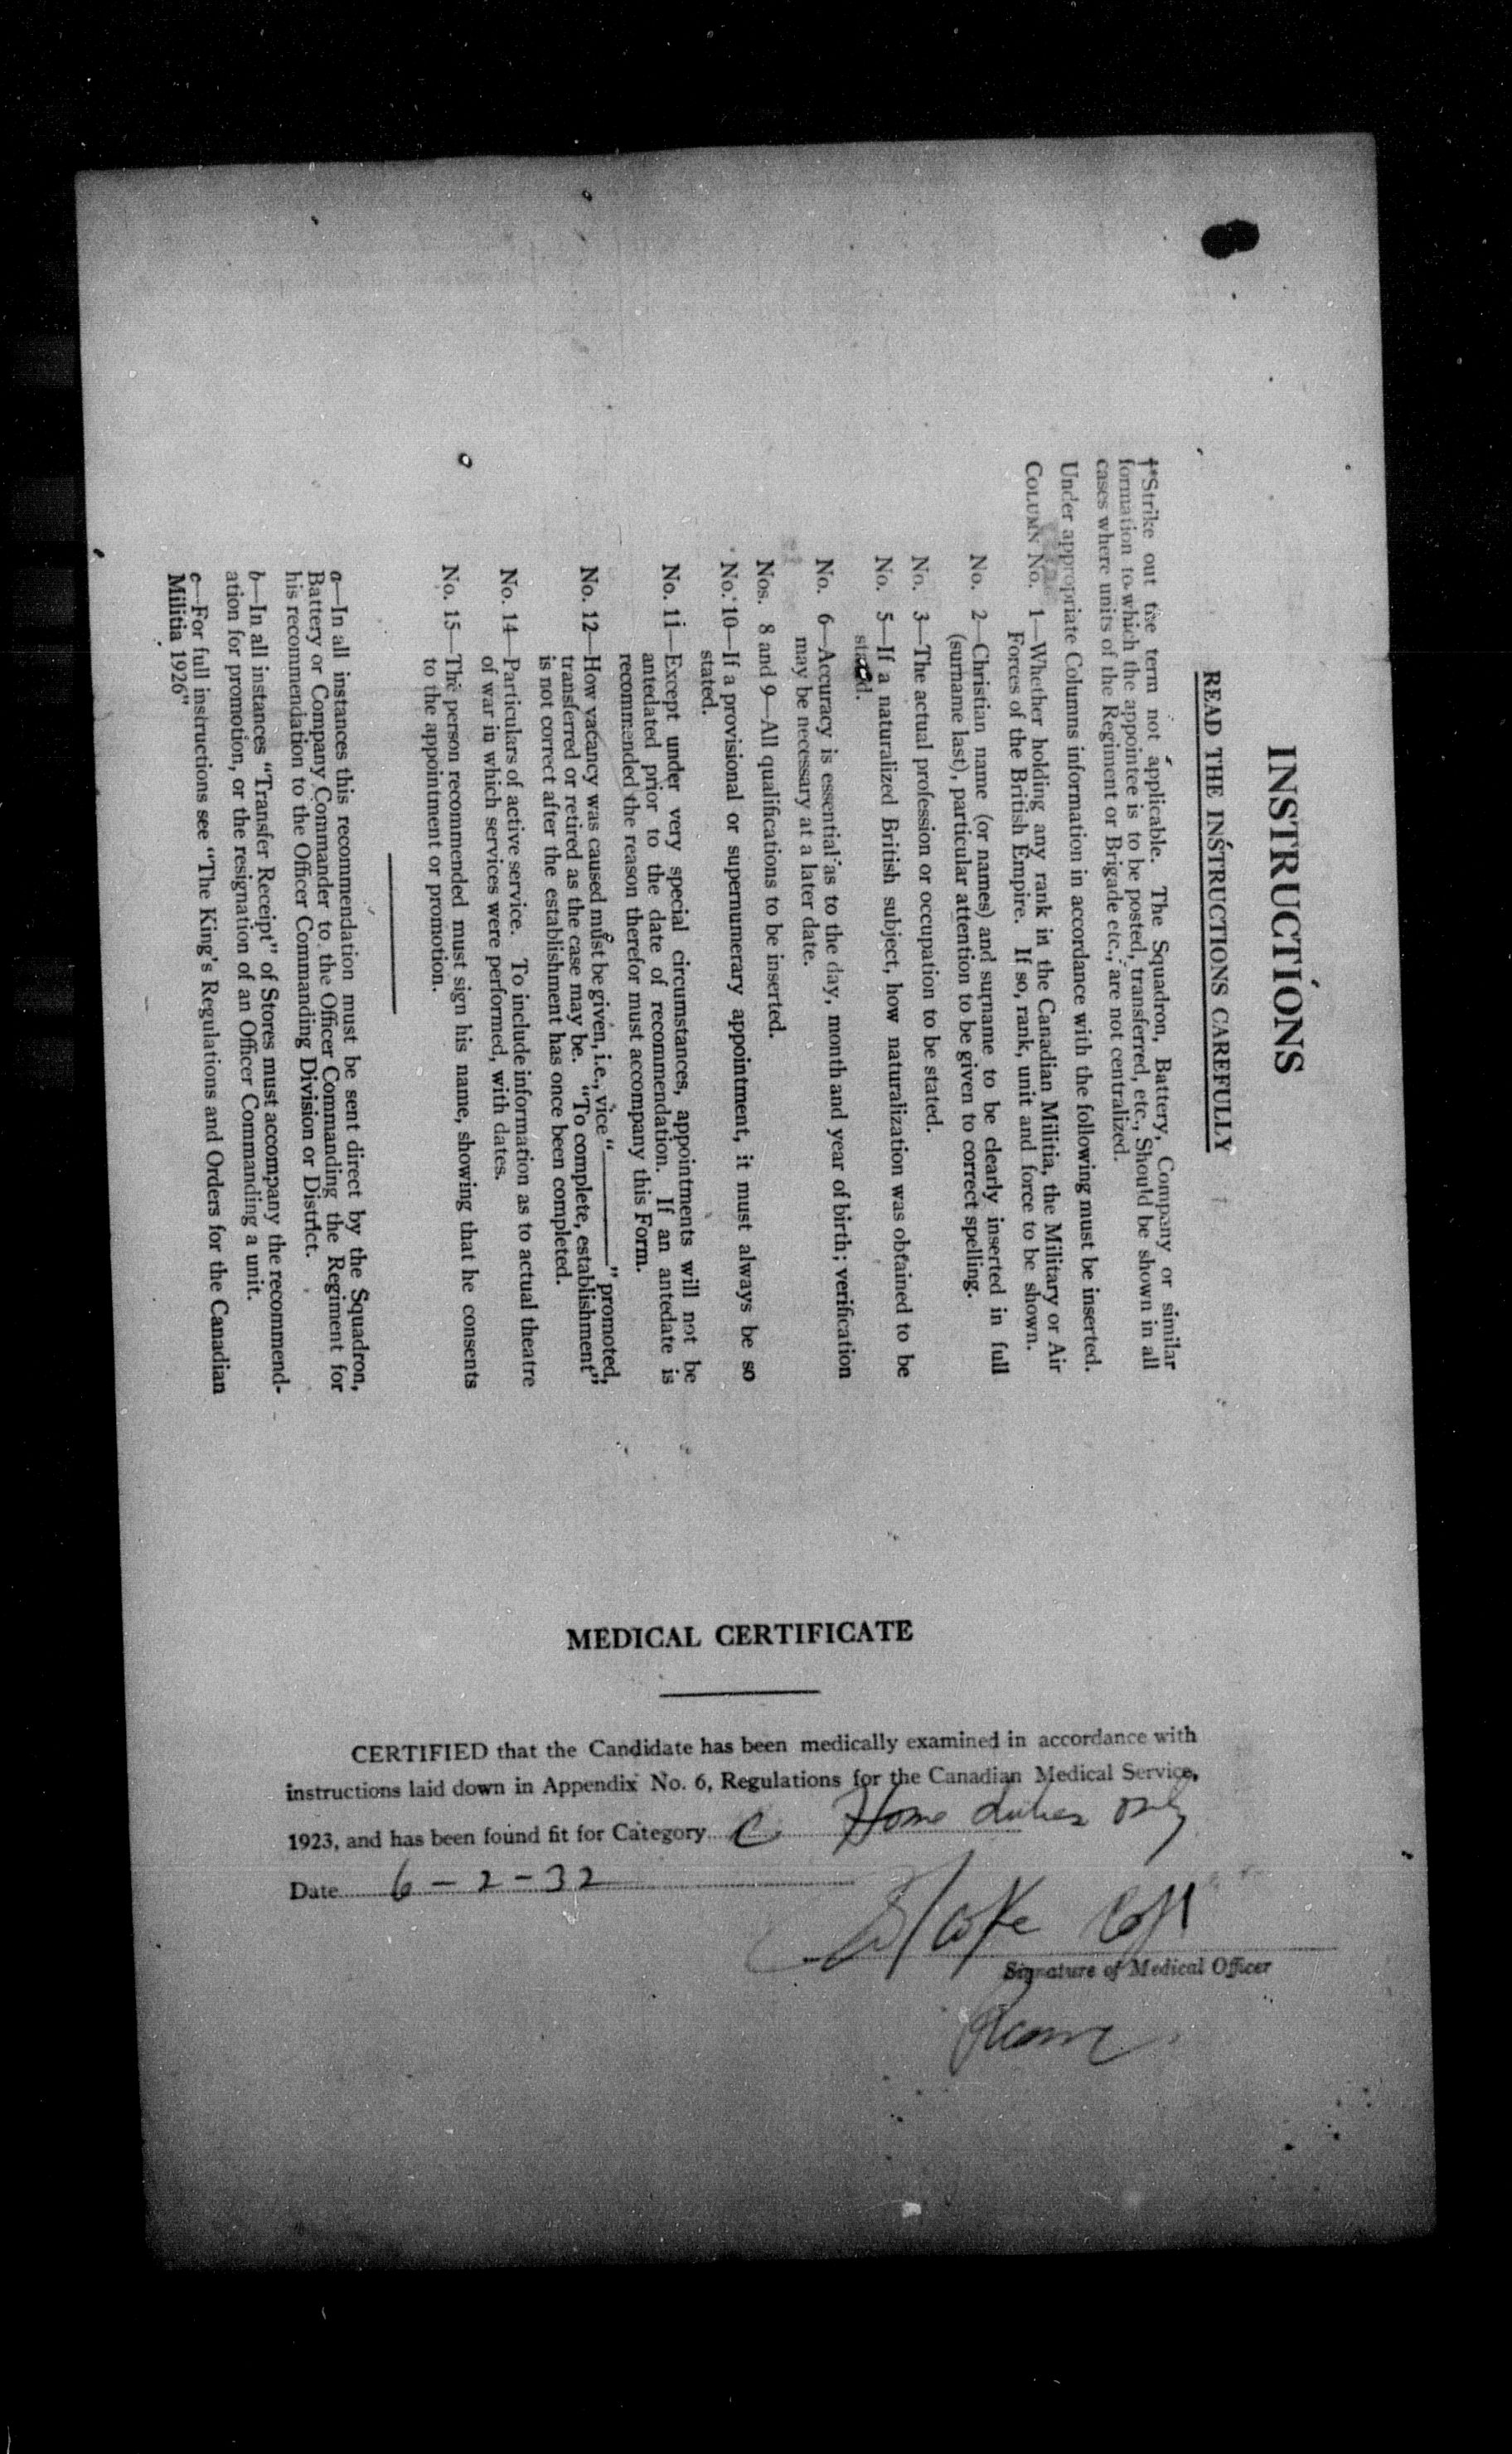 INSTRUCTIONS
READ THE INSTRUCTIONS CAREFULLY
†*Strike out the term not applicable. The Squadron, Battery, Company or similar
formation to which the appointee is to be posted, transferred, etc., Should be shown in all
cases where units of the Regiment or Brigade etc., are not centralized.
Under appropriate Columns information in accordance with the following must be inserted.
COLUMN No. 1—Whether holding any rank in the Canadian Militia, the Military or Air
Forces of the British Empire. If so, rank, unit and force to be shown.
No. 2—Christian name (or names) and surname to be clearly inserted in full
(surname last), particular attention to be given to correct spelling.
No. 3—The actual profession or occupation to be stated.
No. 5—If a naturalized British subject, how naturalization was obtained to be
stated.
No. 6—Accuracy is essential as to the day, month and year of birth; verification
may be necessary at a later date.
Nos. 8 and 9—All qualifications to be inserted.
No. 10—If a provisional or supernumerary appointment, it must always be so
stated.
No. 11—Except under very special circumstances, appointments will not be
antedated prior to the date of recommendation. If an antedate is
recommended the reason therefor must accompany this Form.
No. 12—How vacancy was caused must be given, i.e., vice "________" promoted,
transferred or retired as the case may be. "To complete, establishment"
is not correct after the establishment has once been completed.
No. 14—Particulars of active service. To include information as to actual theatre
of war in which services were performed, with dates.
No. 15—The person recommended must sign his name, showing that he consents
to the appointment or promotion.
a—In all instances this recommendation must be sent direct by the Squadron,
Battery or Company Commander to the Officer Commanding the Regiment for
his recommendation to the Officer Commanding Division or District.
b—In all instances "Transfer Receipt" of Stores must accompany the recommend-
ation for promotion, or the resignation of an Officer Commanding a unit.
c—For full instructions see "The King's Regulations and Orders for the Canadian
Militia 1926"
MEDICAL CERTIFICATE
CERTIFIED that the Candidate has been medically examined in accordance with
instructions laid down in Appendix No. 6, Regulations for the Canadian Medical Service,
1923, and has been found fit for Category C. Home duties only
Date 6-2-32
Signature of Medical Officer